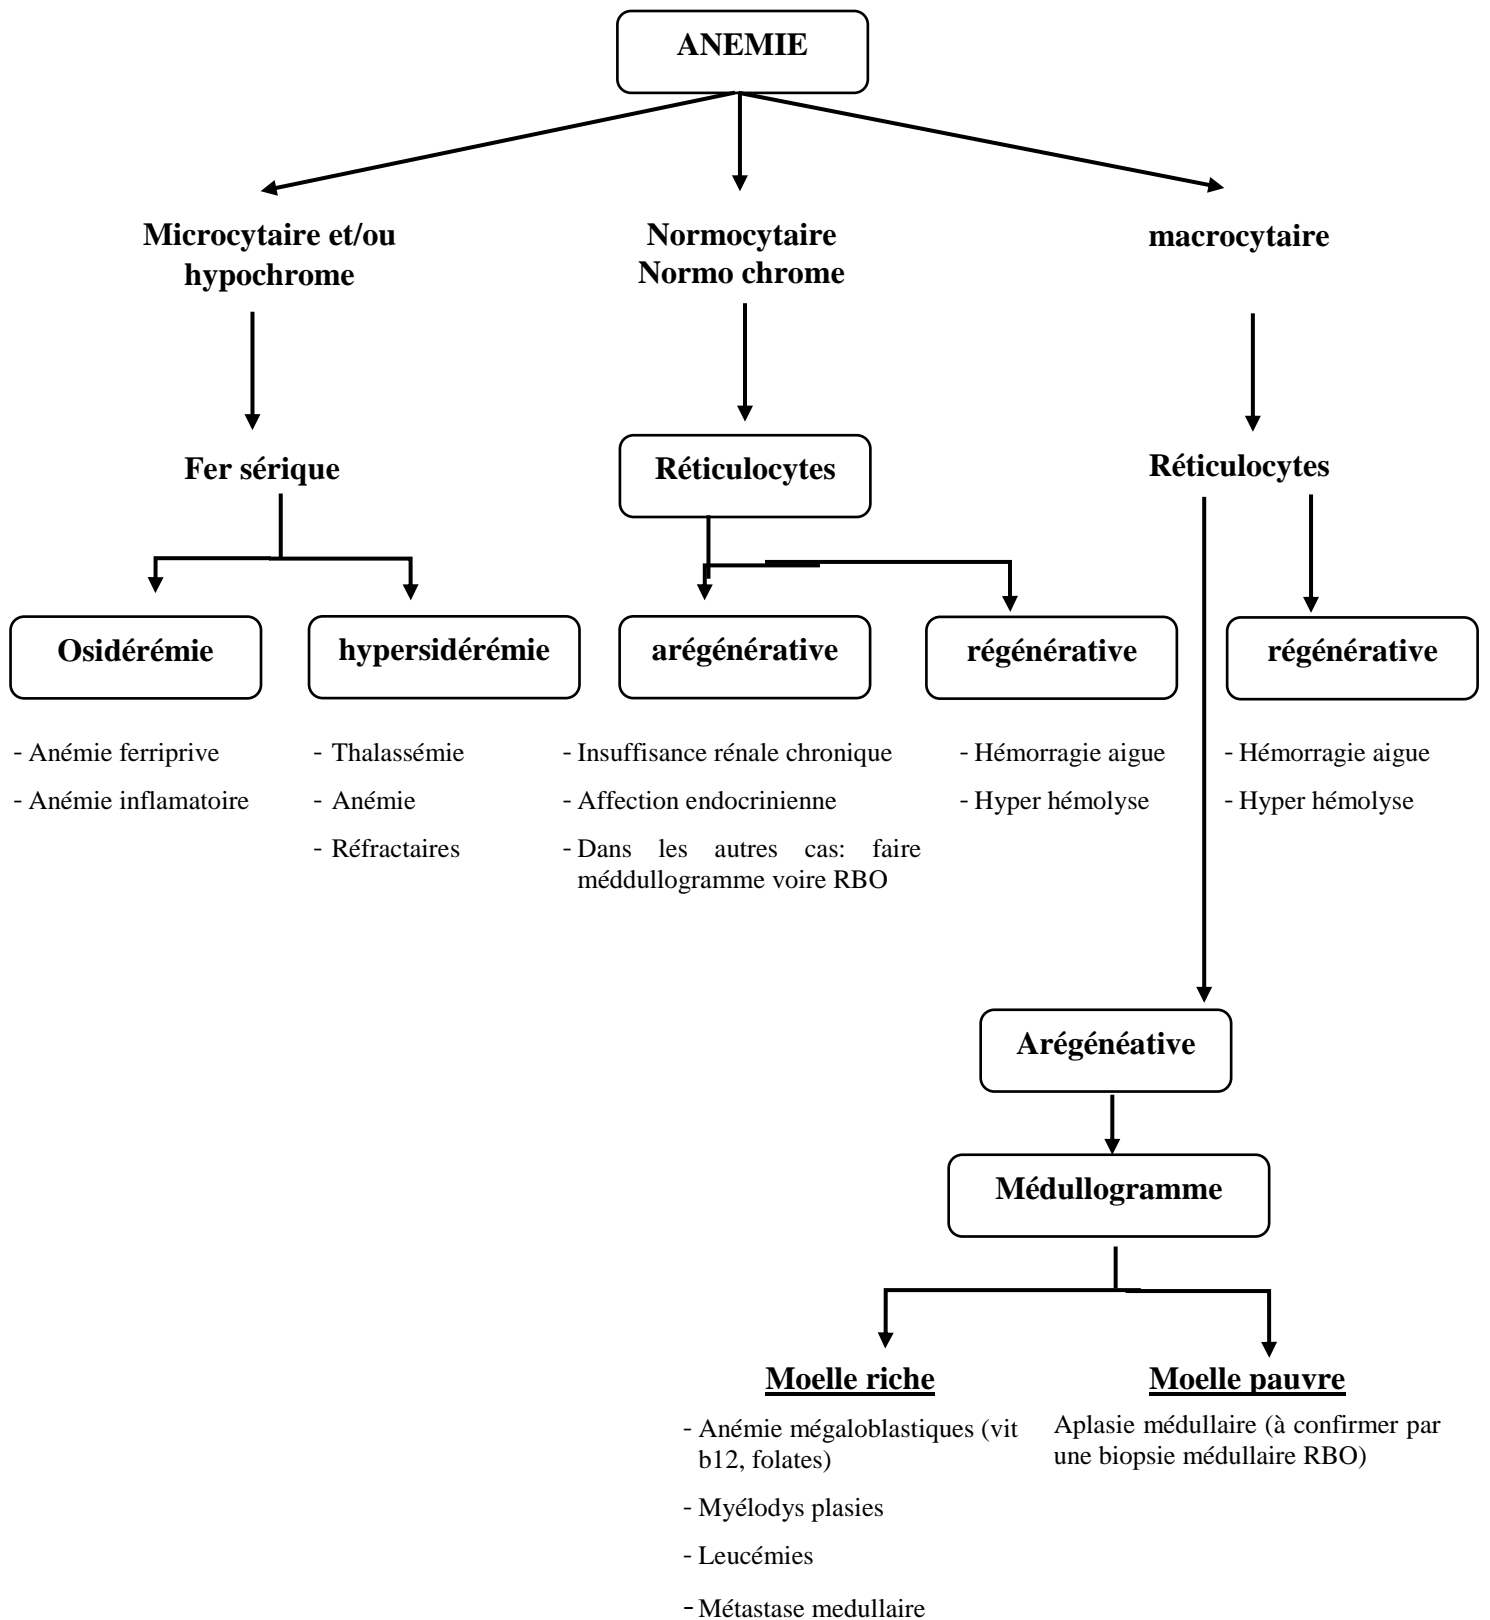 ANEMIE
Microcytaire et/ou
hypochrome
Normocytaire
Normo chrome
macrocytaire
Fer sérique
Réticulocytes
Réticulocytes
Osidérémie
hypersidérémie
arégénérative
régénérative
régénérative
- Anémie ferriprive
- Anémie inflamatoire
- Thalassémie
- Anémie
- Réfractaires
- Insuffisance rénale chronique
- Affection endocrinienne
- Dans les autres cas: faire
méddullogramme voire RBO
- Hémorragie aigue
- Hyper hémolyse
- Hémorragie aigue
- Hyper hémolyse
Arégénéative
Médullogramme
Moelle riche
- Anémie mégaloblastiques (vit
b12, folates)
- Myélodys plasies
- Leucémies
- Métastase medullaire
Moelle pauvre
Aplasie médullaire (à confirmer par
une biopsie médullaire RBO)